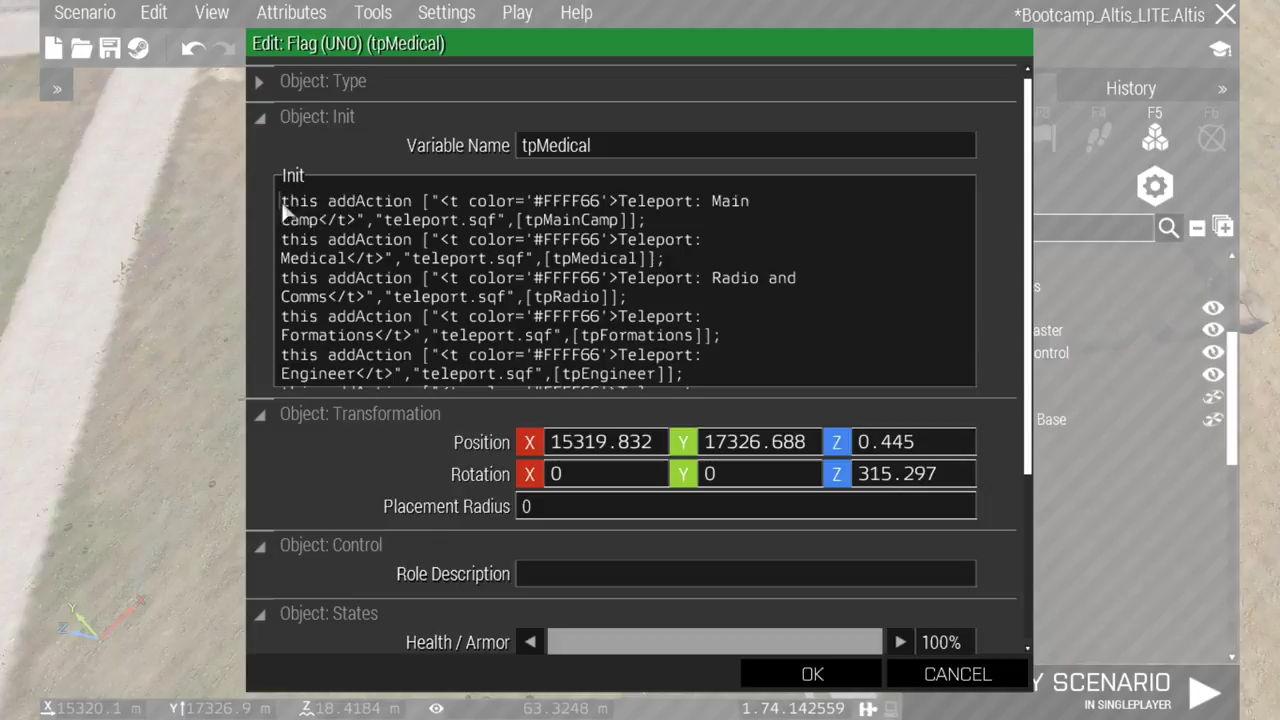 Scenario Edit View Attributes Tools Settings Play Help *Bootcamp_Altis_LITE.Altis
Edit: Flag (UNO) (tpMedical)
Object: Type
History
F4 F5 F6
Object: Init
Variable Name tpMedical
Init
this addAction ["<t color='#FFFF66'>Teleport: Main
Camp</t>","teleport.sqf",[tpMainCamp]];
this addAction ["<t color='#FFFF66'>Teleport:
Medical</t>","teleport.sqf",[tpMedical]];
this addAction ["<t color='#FFFF66'>Teleport: Radio and
Comms</t>","teleport.sqf",[tpRadio]];
this addAction ["<t color='#FFFF66'>Teleport:
Formations</t>","teleport.sqf",[tpFormations]];
this addAction ["<t color='#FFFF66'>Teleport:
Engineer</t>","teleport.sqf",[tpEngineer]];
Object: Transformation
Position X 15319.832 Y 17326.688 Z 0.445
Rotation X 0 Y 0 Z 315.297
Placement Radius 0
Object: Control
Role Description
Object: States
Health / Armor 100%
OK CANCEL
s
aster
ontrol
Base
Y SCENARIO
IN SINGLEPLAYER
X Y Z
X 15320.1 m Y 17326.9 m Z 18.4184 m 63.3248 m 1.74.142559